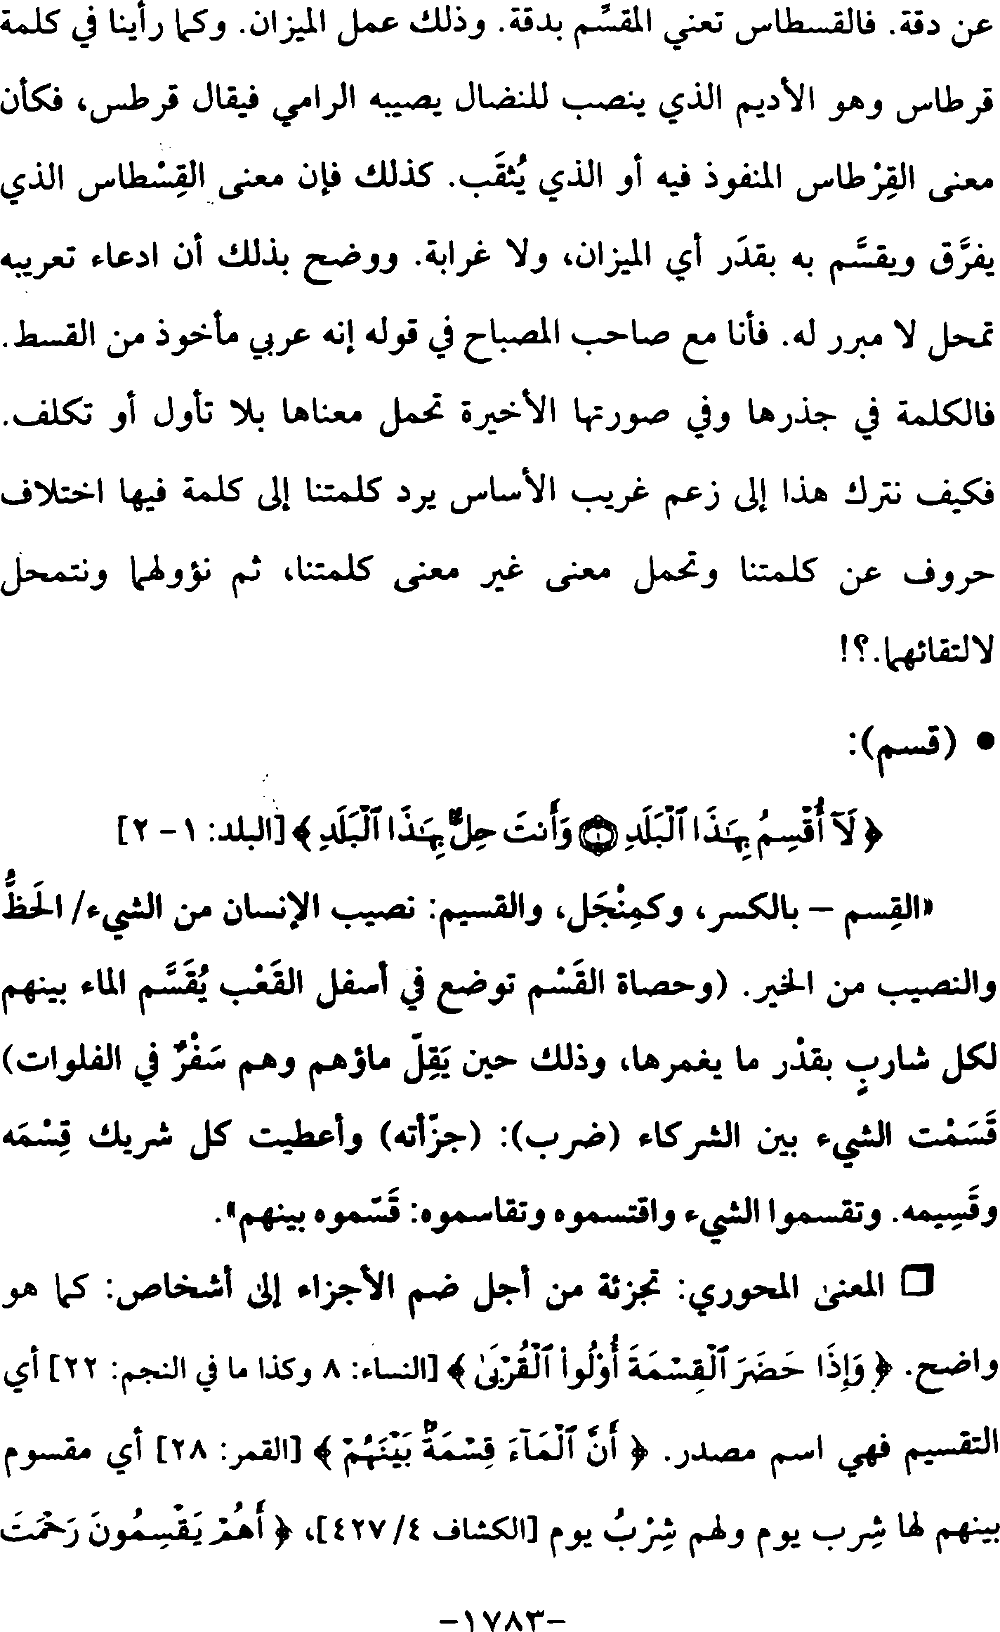 عن دقة. فالقسطاس تعني المقسِّم بدقة. وذلك عمل الميزان. وكما رأينا في كلمة
قرطاس وهو الأديم الذي ينصب للنضال يصيبه الرامي فيقال قرطس، فكأن
معنى القِرْطاس المنفوذ فيه أو الذي يُثقَب. كذلك فإن معنى القِسْطاس الذي
يفرَّق ويقسَّم به بقدَر أي الميزان، ولا غرابة. ووضح بذلك أن ادعاء تعريبه
تمحل لا مبرر له. فأنا مع صاحب المصباح في قوله إنه عربي مأخوذ من القسط.
فالكلمة في جذرها وفي صورتها الأخيرة تحمل معناها بلا تأول أو تكلف.
فكيف نترك هذا إلى زعم غريب الأساس يرد كلمتنا إلى كلمة فيها اختلاف
حروف عن كلمتنا وتحمل معنى غير معنى كلمتنا، ثم نؤولهما ونتمحل
لالتقائهما.؟!
• (قسم):
﴿ لَآ أُقْسِمُ بِهَٰذَا ٱلْبَلَدِ ۝١ وَأَنتَ حِلٌّۢ بِهَٰذَا ٱلْبَلَدِ ﴾ [البلد: ١ - ٢]
«القِسم – بالكسر، وكمِنْجَل، والقسيم: نصيب الإنسان من الشيء/ الحَظُّ
والنصيب من الخير. (وحصاة القَسْم توضع في أسفل القَعْب يُقَسَّم الماء بينهم
لكل شاربٍ بقدْر ما يغمرها، وذلك حين يَقِلّ ماؤهم وهم سَفْرٌ في الفلوات)
قَسَمْت الشيء بين الشركاء (ضرب): (جزّأته) وأعطيت كل شريك قِسْمَه
وقَسِيمه. وتقسموا الشيء واقتسموه وتقاسموه: قَسّموه بينهم».
❒ المعنى المحوري: تجزئة من أجل ضم الأجزاء إلى أشخاص: كما هو
واضح. ﴿ وَإِذَا حَضَرَ ٱلْقِسْمَةَ أُو۟لُوا۟ ٱلْقُرْبَىٰ ﴾ [النساء: ٨ وكذا ما في النجم: ٢٢] أي
التقسيم فهي اسم مصدر. ﴿ أَنَّ ٱلْمَآءَ قِسْمَةٌۢ بَيْنَهُمْ ﴾ [القمر: ٢٨] أي مقسوم
بينهم لها شِرب يوم ولهم شِرْبُ يوم [الكشاف ٤/ ٤٢٧]، ﴿ أَهُمْ يَقْسِمُونَ رَحْمَتَ
-١٧٨٣-